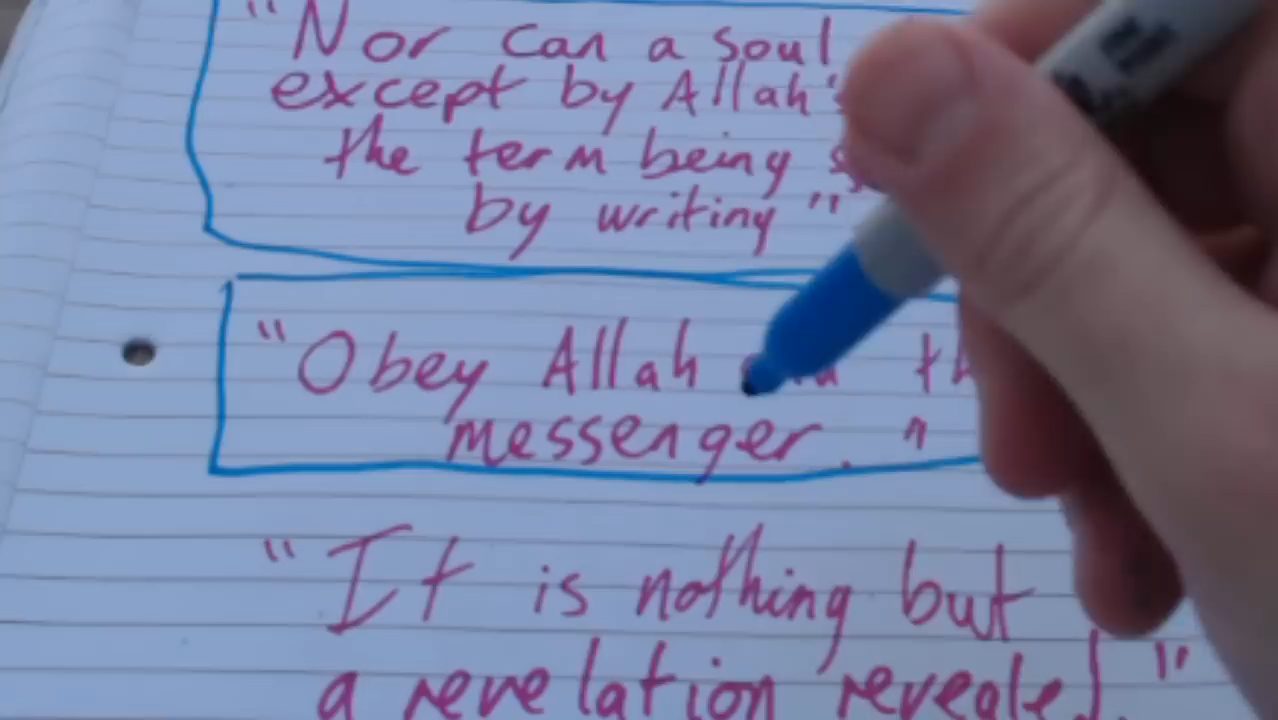 "Nor can a soul
except by Allah's
the term being
by writing"
"Obey Allah
messenger."
"It is nothing but
a revelation revealed."